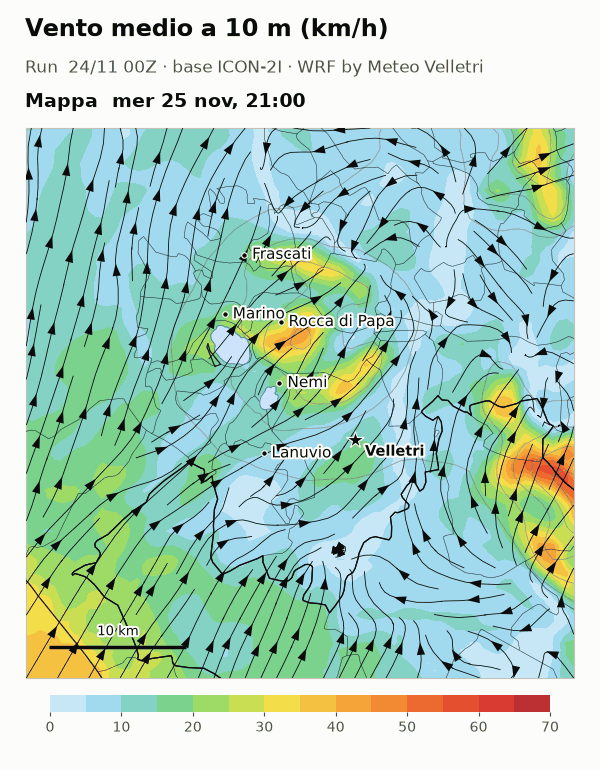 Vento medio a 10 m (km/h)
Run  24/11 00Z · base ICON-2I · WRF by Meteo Velletri
Mappa  mer 25 nov, 21:00
Frascati
Marino
Rocca di Papa
Nemi
Velletri
Lanuvio
10 km
0 10 20 30 40 50 60 70